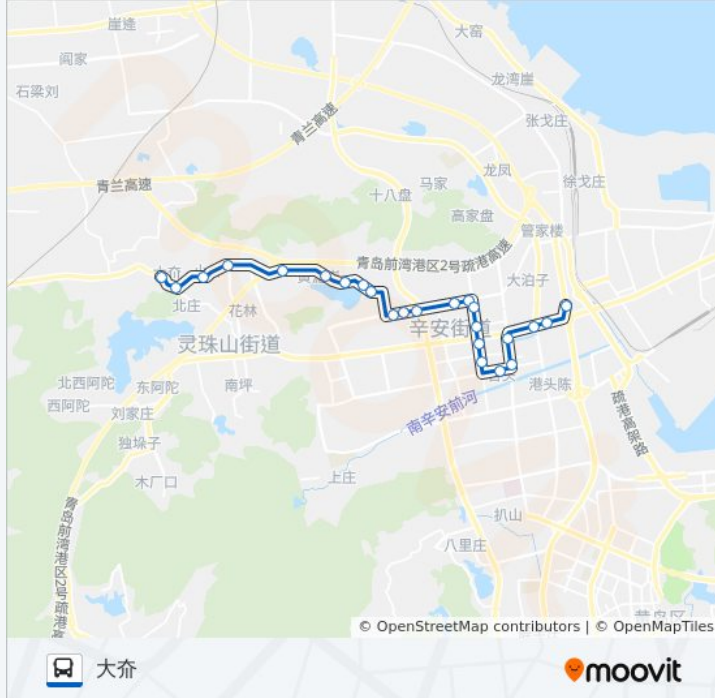 崖逢
大窑
阎家
龙湾崖
石梁刘
青兰高速
张戈庄
龙凤
马家
徐戈庄
青兰高速
十八盘
高家盘
管家楼
青岛前湾港区2号疏港高速
大泊子
北庄
花林
辛安街道
灵珠山街道
北西阿陀
东阿陀
南坪
港头陈
西阿陀
刘家庄
南辛安前河
疏港高架路
独垛子
上庄
木厂口
扒山
青岛前湾港区2号疏港高
八里庄
© OpenStreetMap contributors | © OpenMapTiles
大夼
moovit